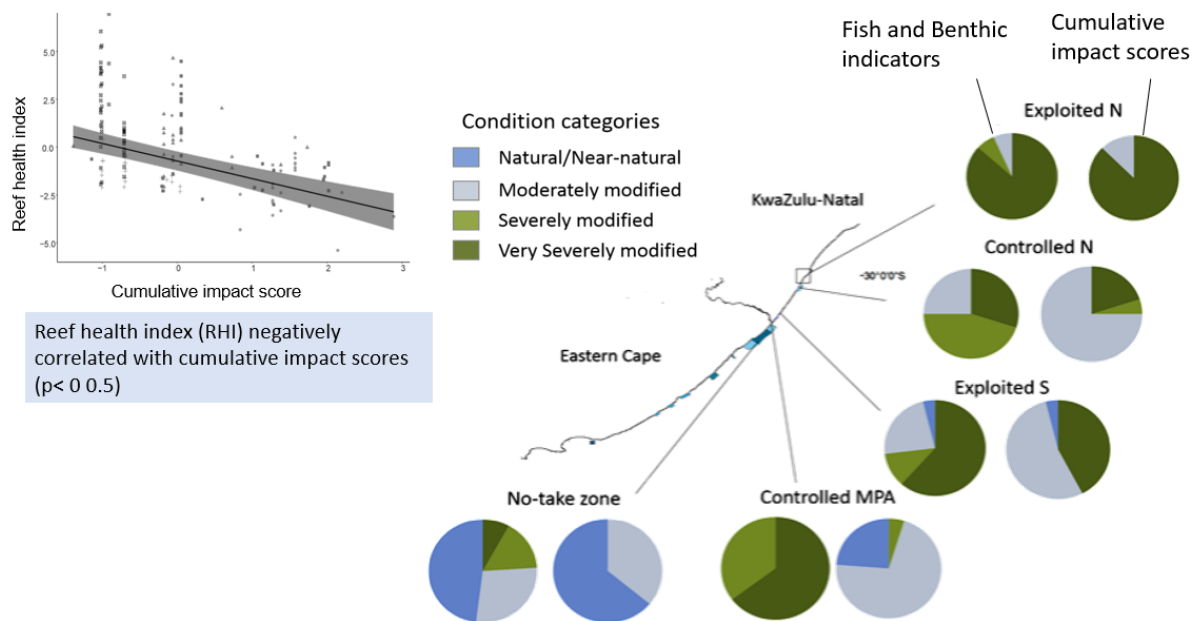 Reef health index
5.0
2.5
0.0
−2.5
−5.0
−1
0
1
2
3
Cumulative impact score
Reef health index (RHI) negatively
correlated with cumulative impact scores
(p< 0 0.5)
Condition categories
Natural/Near-natural
Moderately modified
Severely modified
Very Severely modified
Fish and Benthic
indicators
Cumulative
impact scores
Exploited N
KwaZulu-Natal
Controlled N
-30°0'0"S
Eastern Cape
Exploited S
No-take zone
Controlled MPA